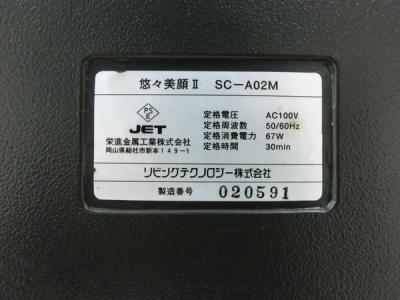 悠々美顔Ⅱ SC-A02M
PSE
JET
栄進金属工業株式会社
岡山県総社市新本149-1
定格電圧 AC100V
定格周波数 50/60Hz
定格消費電力 67W
定格時間 30min
リビングテクノロジー株式会社
製造番号 020591